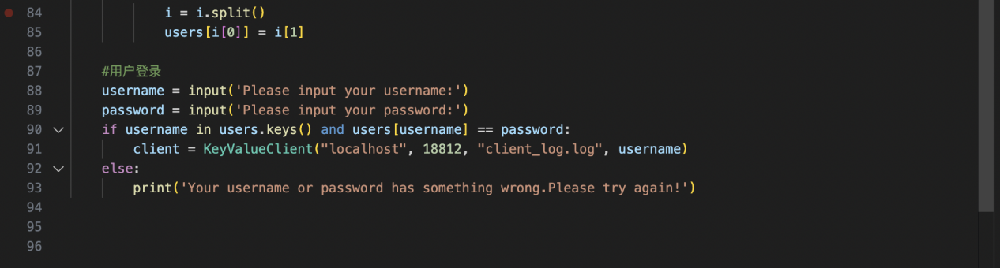 84 i = i.split()
85 users[i[0]] = i[1]
86
87 #用户登录
88 username = input('Please input your username:')
89 password = input('Please input your password:')
90 if username in users.keys() and users[username] == password:
91 client = KeyValueClient("localhost", 18812, "client_log.log", username)
92 else:
93 print('Your username or password has something wrong.Please try again!')
94
95
96